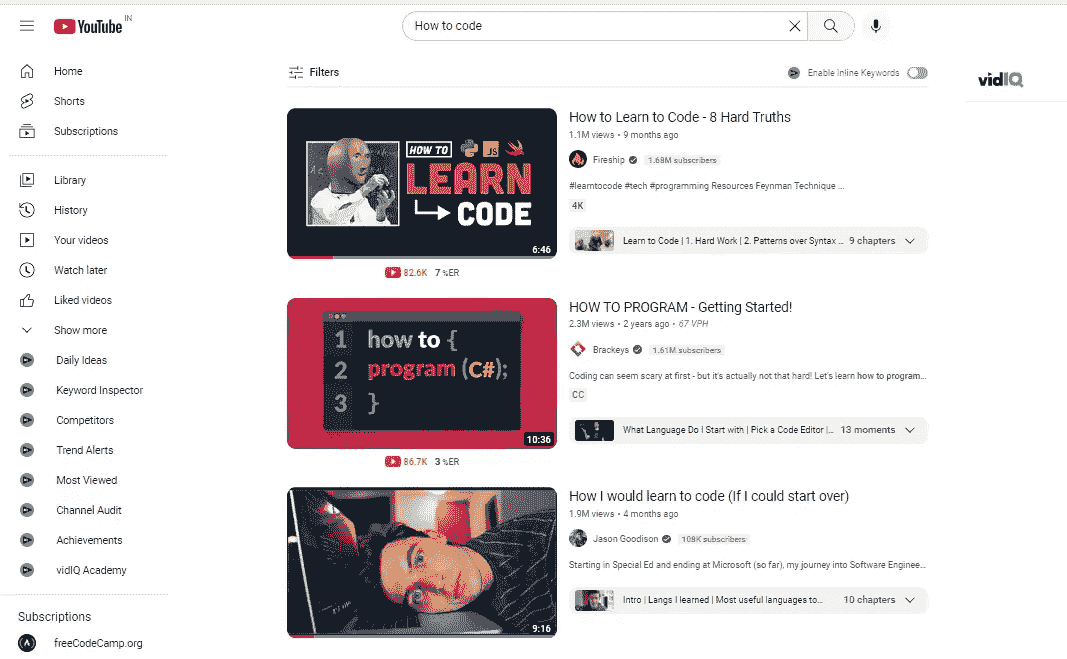 YouTube IN
How to code
Home
Shorts
Subscriptions
Library
History
Your videos
Watch later
Liked videos
Show more
Daily Ideas
Keyword Inspector
Competitors
Trend Alerts
Most Viewed
Channel Audit
Achievements
vidIQ Academy
Subscriptions
freeCodeCamp.org
Filters
Enable Inline Keywords
vidIQ
HOW TO
JS
LEARN
CODE
6:46
82.6K 7 %ER
How to Learn to Code - 8 Hard Truths
1.1M views • 9 months ago
Fireship 1.68M subscribers
#learntocode #tech #programming Resources Feynman Technique ...
4K
Learn to Code | 1. Hard Work | 2. Patterns over Syntax ... 9 chapters
1 how to {
2 program (C#);
3 }
10:36
86.7K 3 %ER
HOW TO PROGRAM - Getting Started!
2.3M views • 2 years ago • 67 VPH
Brackeys 1.61M subscribers
Coding can seem scary at first - but it's actually not that hard! Let's learn how to program...
CC
What Language Do I Start with | Pick a Code Editor |... 13 moments
9:16
How I would learn to code (If I could start over)
1.9M views • 4 months ago
Jason Goodison 108K subscribers
Starting in Special Ed and ending at Microsoft (so far), my journey into Software Enginee...
Intro | Langs I learned | Most useful languages to... 10 chapters